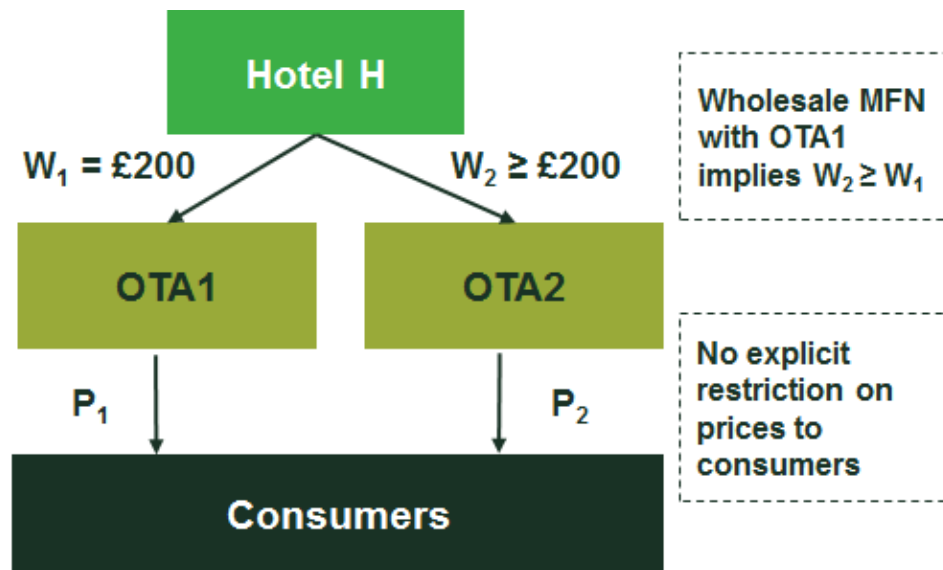 Hotel H
W₁ = £200
W₂ ≥ £200
Wholesale MFN
with OTA1
implies W₂ ≥ W₁
OTA1
OTA2
P₁
P₂
No explicit
restriction on
prices to
consumers
Consumers